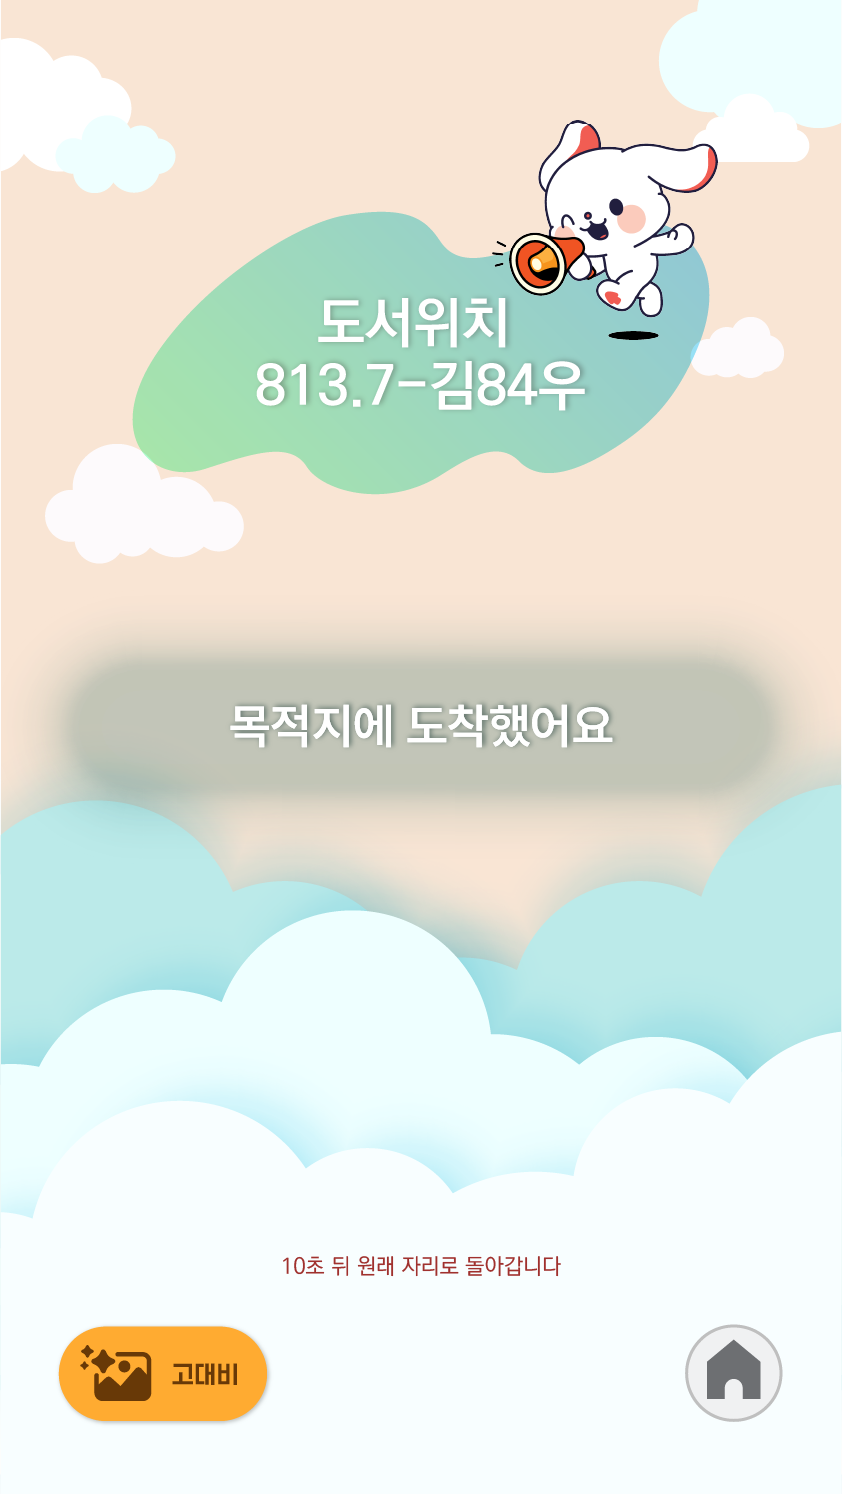 도서위치
813.7-김84우
목적지에 도착했어요
10초 뒤 원래 자리로 돌아갑니다
고대비